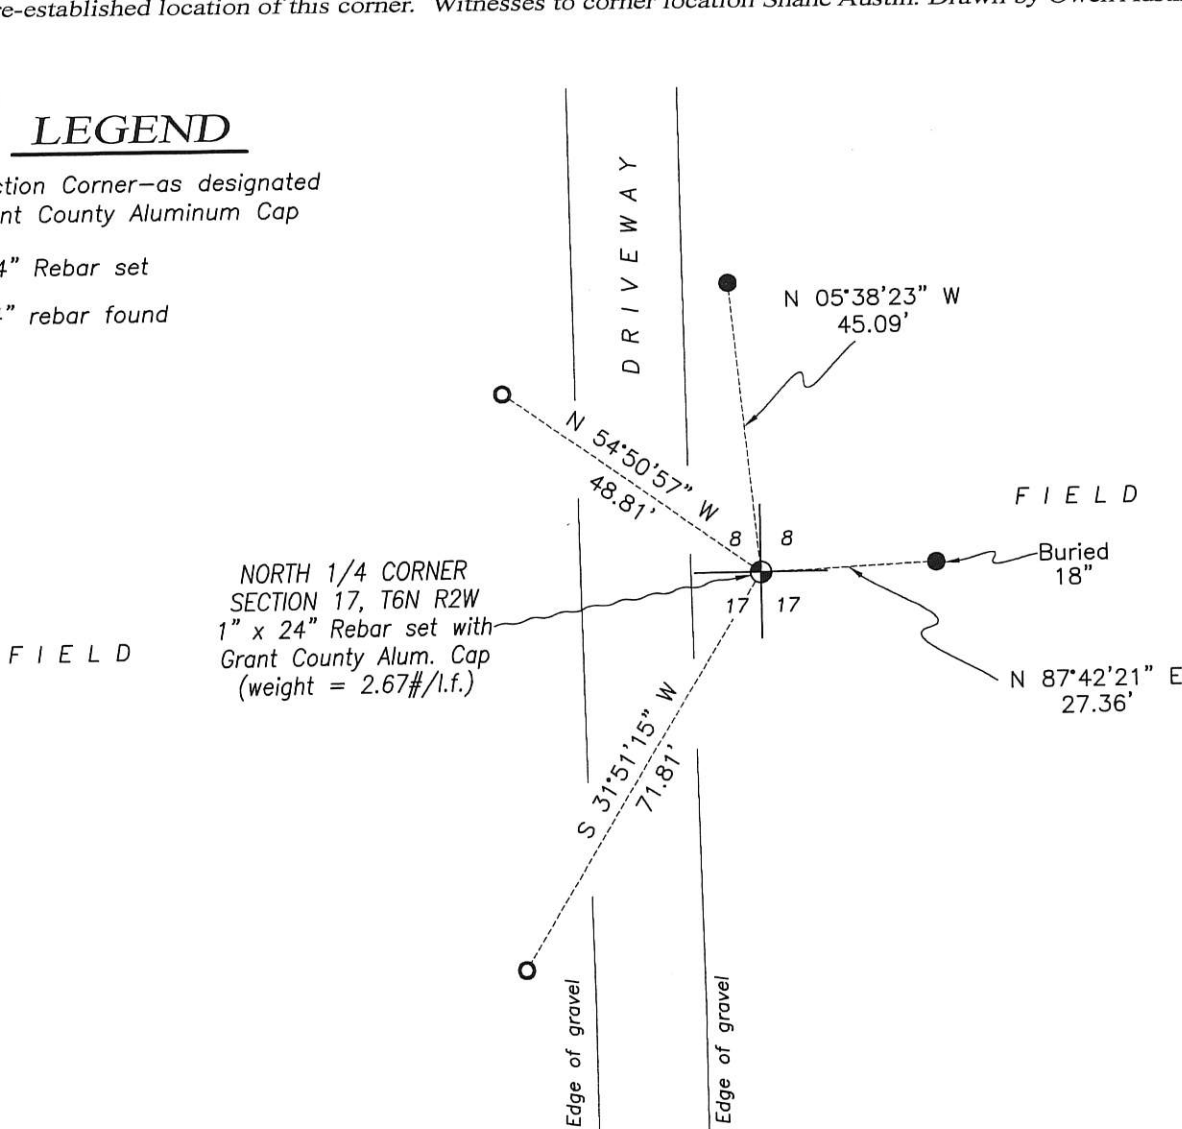 re-established location of this corner. Witnesses to corner location Shane Austin. Drawn by Owen
LEGEND
ction Corner-as designated
nt County Aluminum Cap
4" Rebar set
" rebar found
DRIVEWAY
N 05°38'23" W
45.09'
N 54°50'57" W
48.81'
FIELD
8 8
Buried
18"
NORTH 1/4 CORNER
SECTION 17, T6N R2W
1" x 24" Rebar set with
Grant County Alum. Cap
(weight = 2.67#/l.f.)
17 17
FIELD
N 87°42'21" E
27.36'
S 31°51'15" W
71.81'
Edge of gravel
Edge of gravel